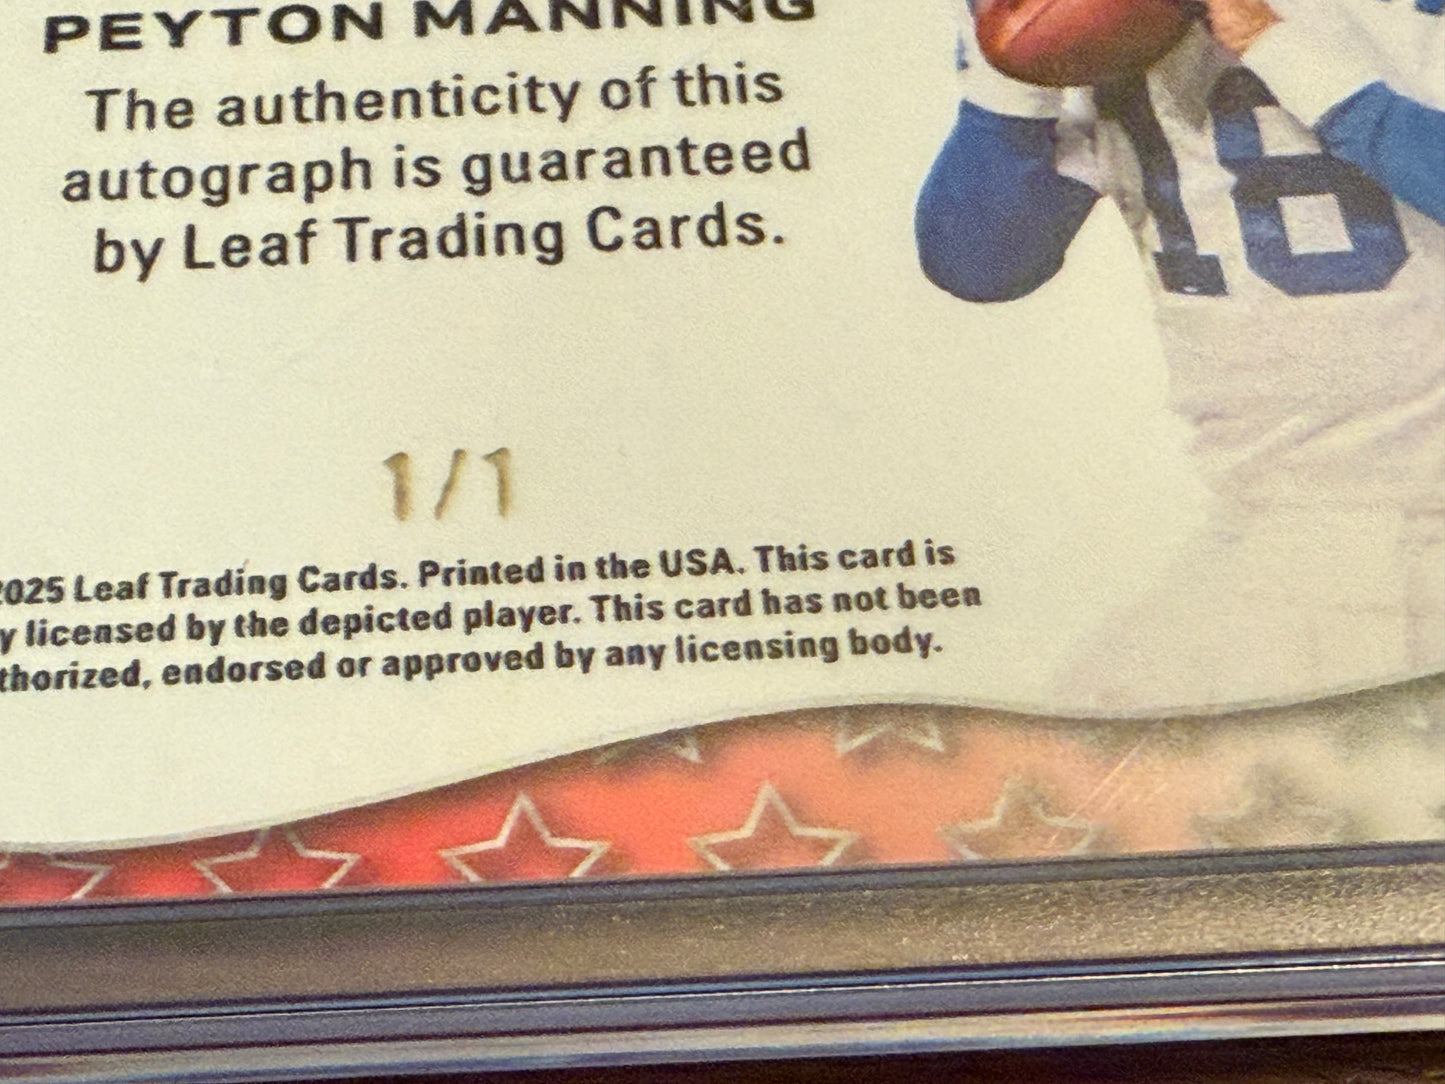 PEYTON MANNING
The authenticity of this
autograph is guaranteed
by Leaf Trading Cards.
18
1/1
2025 Leaf Trading Cards. Printed in the USA. This card is
y licensed by the depicted player. This card has not been
thorized, endorsed or approved by any licensing body.